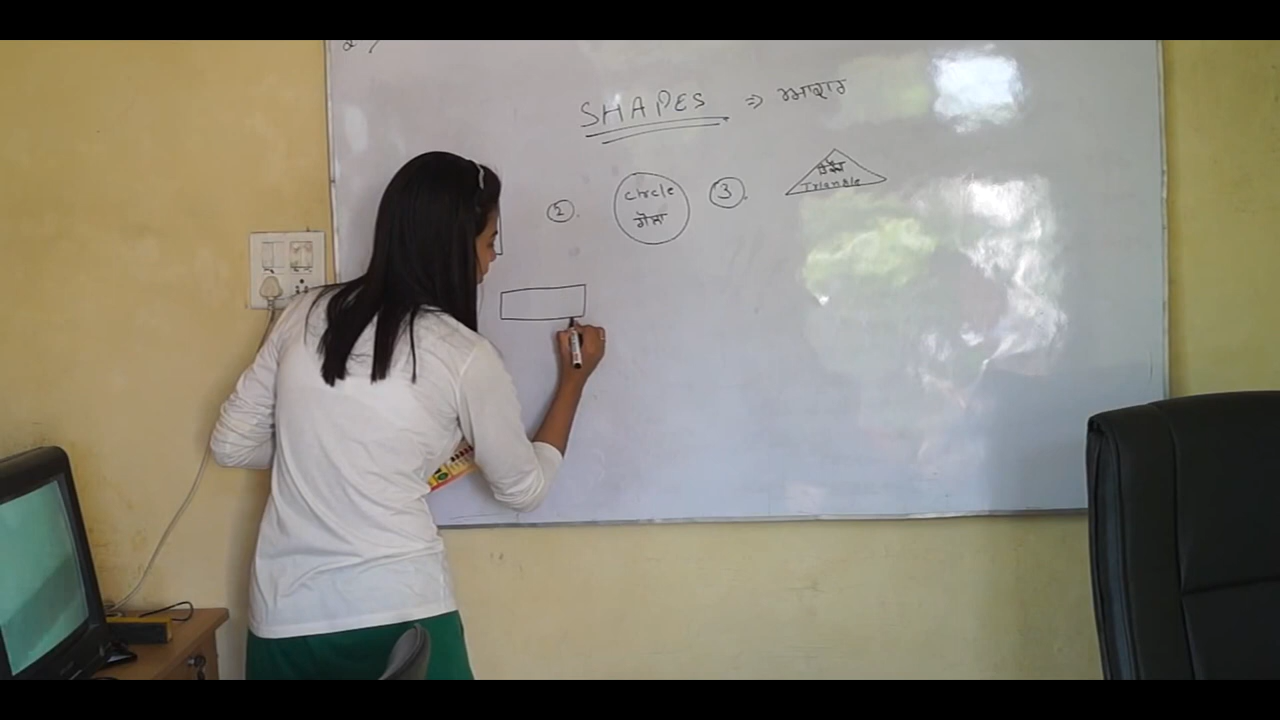 SHAPES ⇒ ਆਕਾਰ
2. Circle
ਗੋਲਾ
3. ਤਿਕੋਣ
Triangle